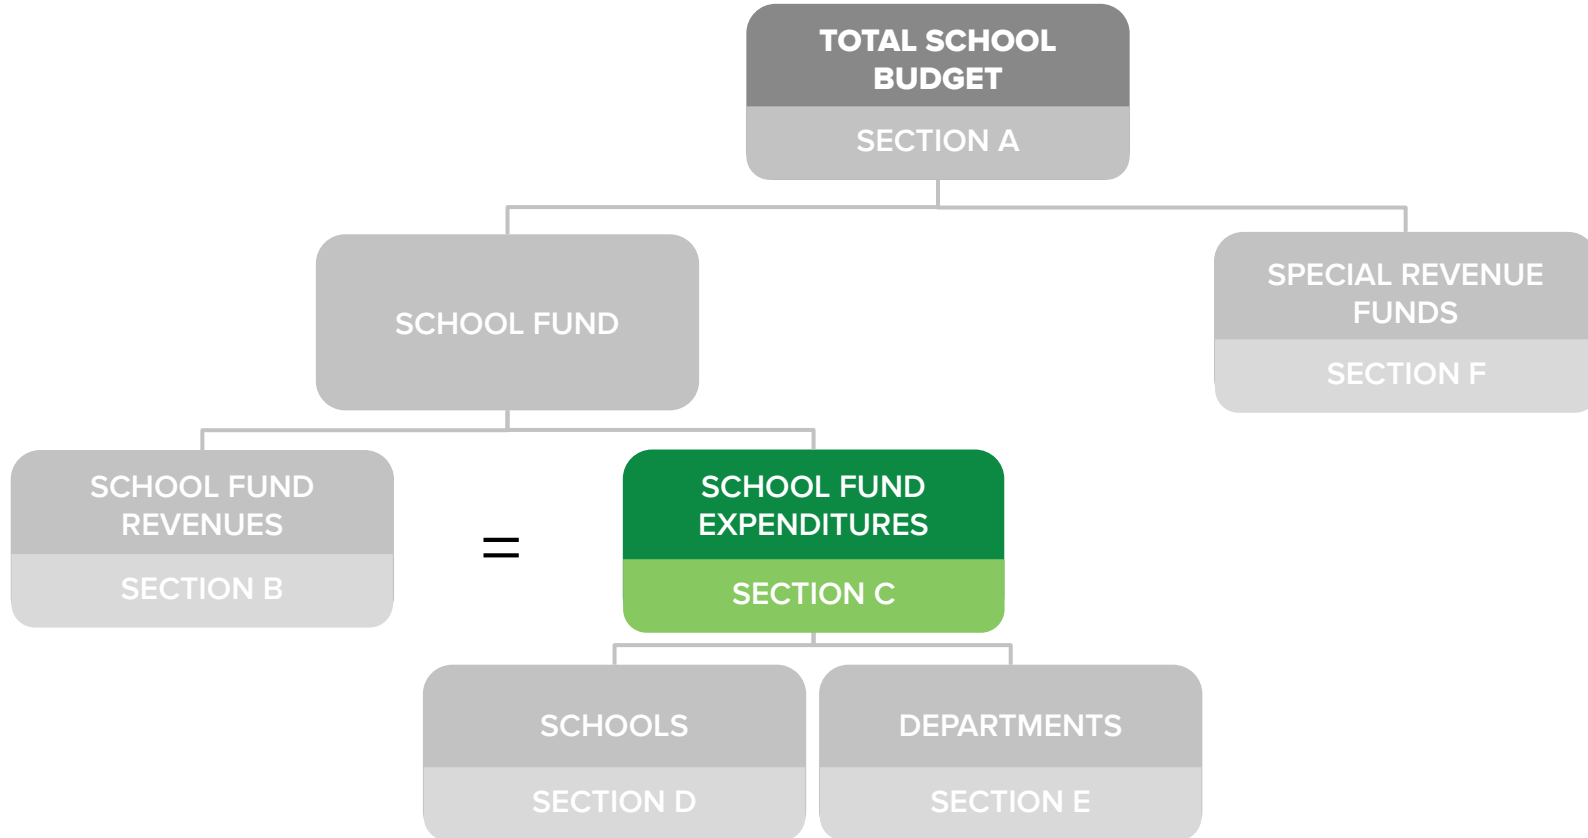 TOTAL SCHOOL
BUDGET
SECTION A
SCHOOL FUND
SPECIAL REVENUE
FUNDS
SECTION F
SCHOOL FUND
REVENUES
SECTION B
=
SCHOOL FUND
EXPENDITURES
SECTION C
SCHOOLS
SECTION D
DEPARTMENTS
SECTION E